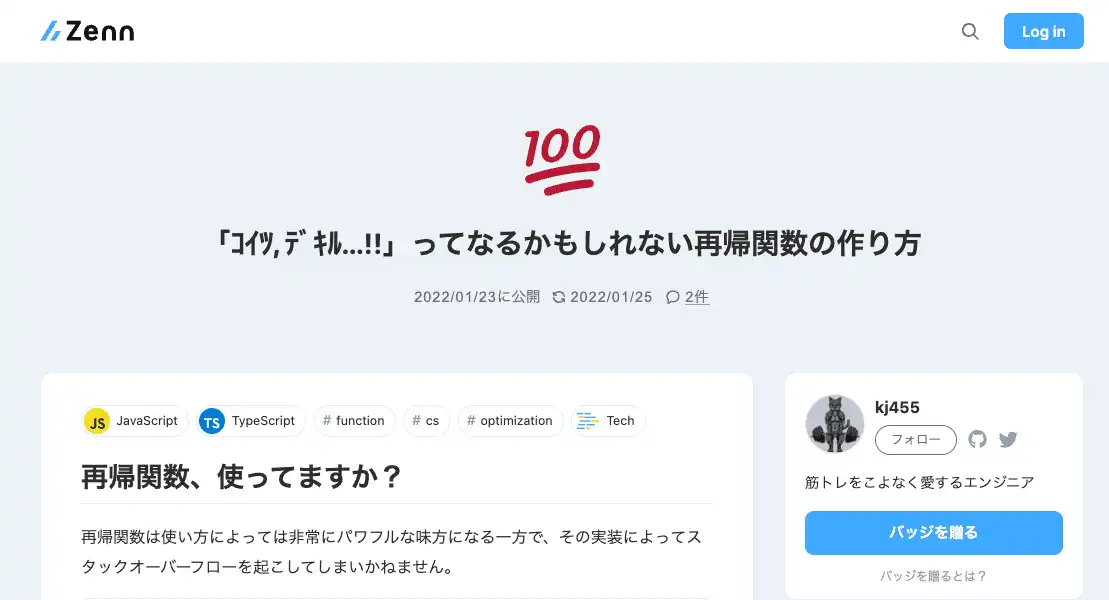 Zenn
Log in
100
「ｺｲﾂ,ﾃﾞｷﾙ...!!」ってなるかもしれない再帰関数の作り方
2022/01/23に公開 2022/01/25 2件
JS JavaScript TS TypeScript # function # cs # optimization Tech
再帰関数、使ってますか？
再帰関数は使い方によっては非常にパワフルな味方になる一方で、その実装によってス
タックオーバーフローを起こしてしまいかねません。
kj455
フォロー
筋トレをこよなく愛するエンジニア
バッジを贈る
バッジを贈るとは？